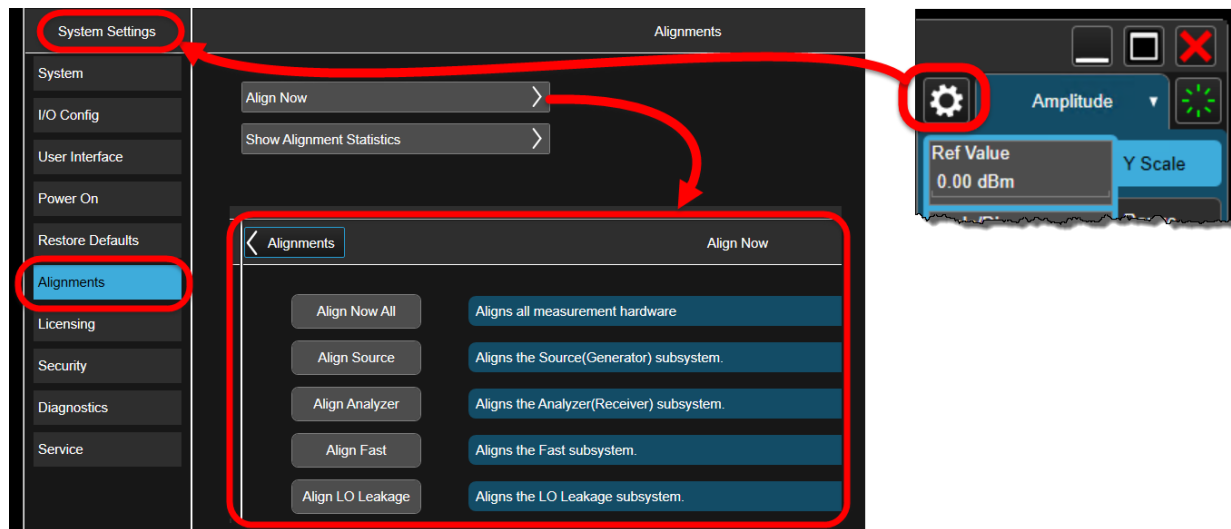 System Settings
System
I/O Config
User Interface
Power On
Restore Defaults
Alignments
Licensing
Security
Diagnostics
Service
Alignments
Align Now
Show Alignment Statistics
Alignments
Align Now
Align Now All
Aligns all measurement hardware
Align Source
Aligns the Source(Generator) subsystem.
Align Analyzer
Aligns the Analyzer(Receiver) subsystem.
Align Fast
Aligns the Fast subsystem.
Align LO Leakage
Aligns the LO Leakage subsystem.
Amplitude
Ref Value
0.00 dBm
Y Scale